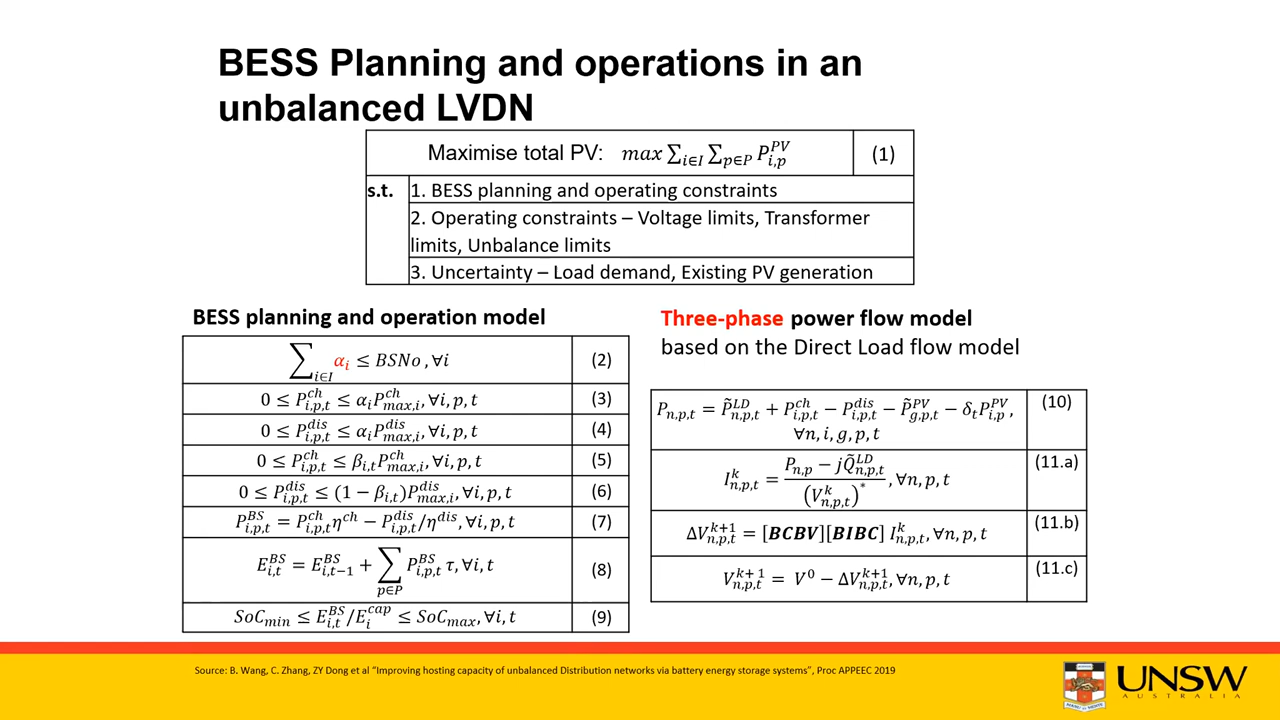 BESS Planning and operations in an
unbalanced LVDN
Maximise total PV: max ∑_{i∈I} ∑_{p∈P} P_{i,p}^{PV} (1)
s.t. 1. BESS planning and operating constraints
2. Operating constraints – Voltage limits, Transformer
limits, Unbalance limits
3. Uncertainty – Load demand, Existing PV generation
BESS planning and operation model
∑_{i∈I} α_i ≤ BSNo, ∀i (2)
0 ≤ P_{i,p,t}^{ch} ≤ α_i P_{max,i}^{ch}, ∀i, p, t (3)
0 ≤ P_{i,p,t}^{dis} ≤ α_i P_{max,i}^{dis}, ∀i, p, t (4)
0 ≤ P_{i,p,t}^{ch} ≤ β_{i,t} P_{max,i}^{ch}, ∀i, p, t (5)
0 ≤ P_{i,p,t}^{dis} ≤ (1 − β_{i,t}) P_{max,i}^{dis}, ∀i, p, t (6)
P_{i,p,t}^{BS} = P_{i,p,t}^{ch} η^{ch} − P_{i,p,t}^{dis}/η^{dis}, ∀i, p, t (7)
E_{i,t}^{BS} = E_{i,t−1}^{BS} + ∑_{p∈P} P_{i,p,t}^{BS} τ, ∀i, t (8)
SoC_{min} ≤ E_{i,t}^{BS}/E_i^{cap} ≤ SoC_{max}, ∀i, t (9)
Three-phase power flow model
based on the Direct Load flow model
P_{n,p,t} = P̃_{n,p,t}^{LD} + P_{i,p,t}^{ch} − P_{i,p,t}^{dis} − P̃_{g,p,t}^{PV} − δ_t P_{i,p}^{PV}, (10)
∀n, i, g, p, t
I_{n,p,t}^{k} = (P_{n,p} − jQ̃_{n,p,t}^{LD})/(V_{n,p,t}^{k})^*, ∀n, p, t (11.a)
ΔV_{n,p,t}^{k+1} = [BCBV][BIBC] I_{n,p,t}^{k}, ∀n, p, t (11.b)
V_{n,p,t}^{k+1} = V^0 − ΔV_{n,p,t}^{k+1}, ∀n, p, t (11.c)
Source: B. Wang, C. Zhang, ZY Dong et al “Improving hosting capacity of unbalanced Distribution networks via battery energy storage systems”, Proc APPEEC 2019
UNSW
AUSTRALIA